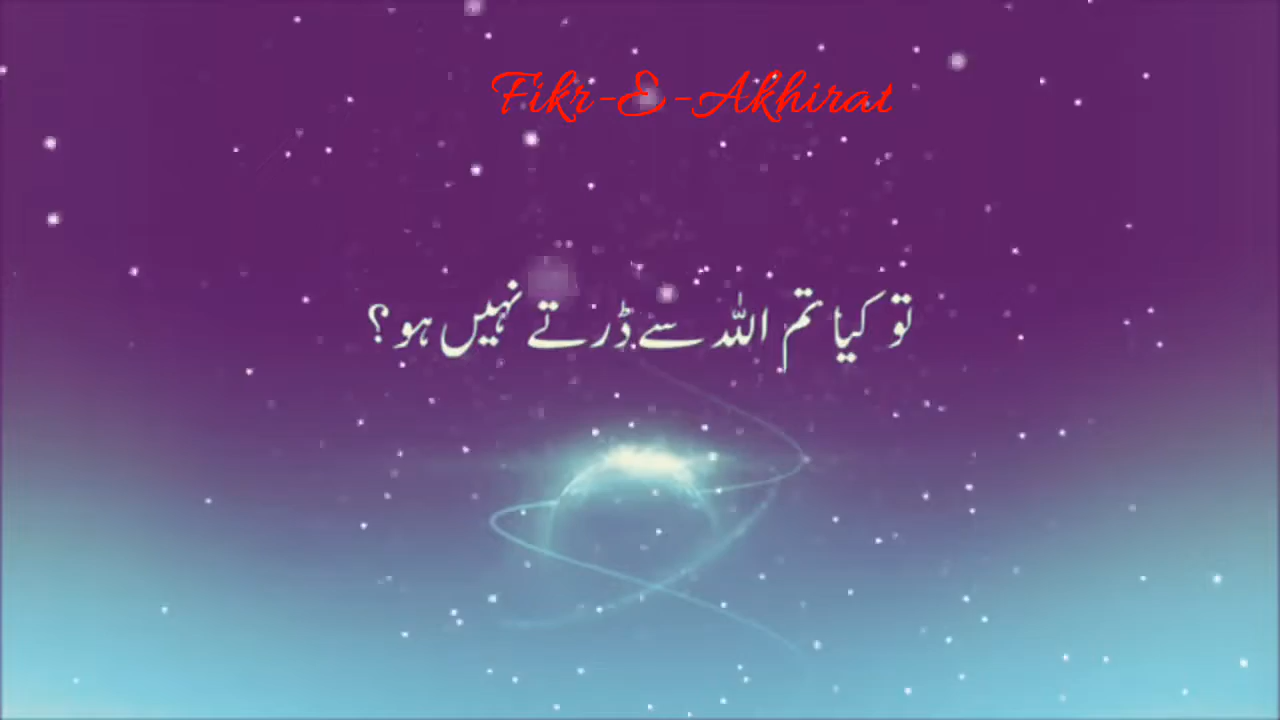 Fikr-E-Akhirat
تو کیا تم اللہ سے ڈرتے نہیں ہو؟